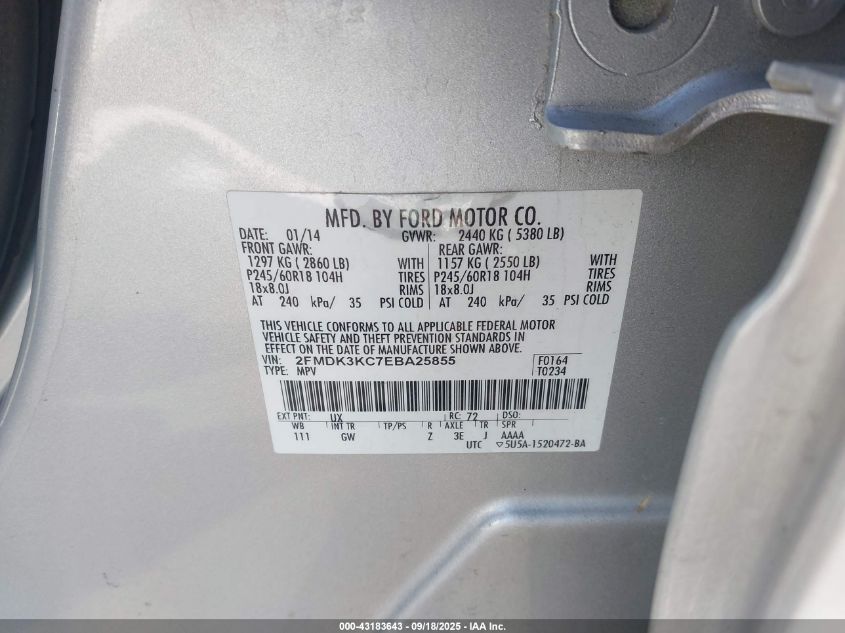 MFD. BY FORD MOTOR CO.
DATE: 01/14 GVWR: 2440 KG ( 5380 LB)
FRONT GAWR: REAR GAWR:
1297 KG ( 2860 LB) WITH 1157 KG ( 2550 LB) WITH
P245/60R18 104H TIRES P245/60R18 104H TIRES
18x8.0J RIMS 18x8.0J RIMS
AT 240 kPa/ 35 PSI COLD AT 240 kPa/ 35 PSI COLD
THIS VEHICLE CONFORMS TO ALL APPLICABLE FEDERAL MOTOR
VEHICLE SAFETY AND THEFT PREVENTION STANDARDS IN
EFFECT ON THE DATE OF MANUFACTURE SHOWN ABOVE.
VIN: 2FMDK3KC7EBA25855 F0164
TYPE: MPV T0234
EXT PNT: UX RC: 72 DSO:
WB INT TR TP/PS R AXLE TR SPR
111 GW Z 3E J AAAA
UTC ▽5U5A-1520472-BA
000-43183643 - 09/18/2025 - IAA Inc.